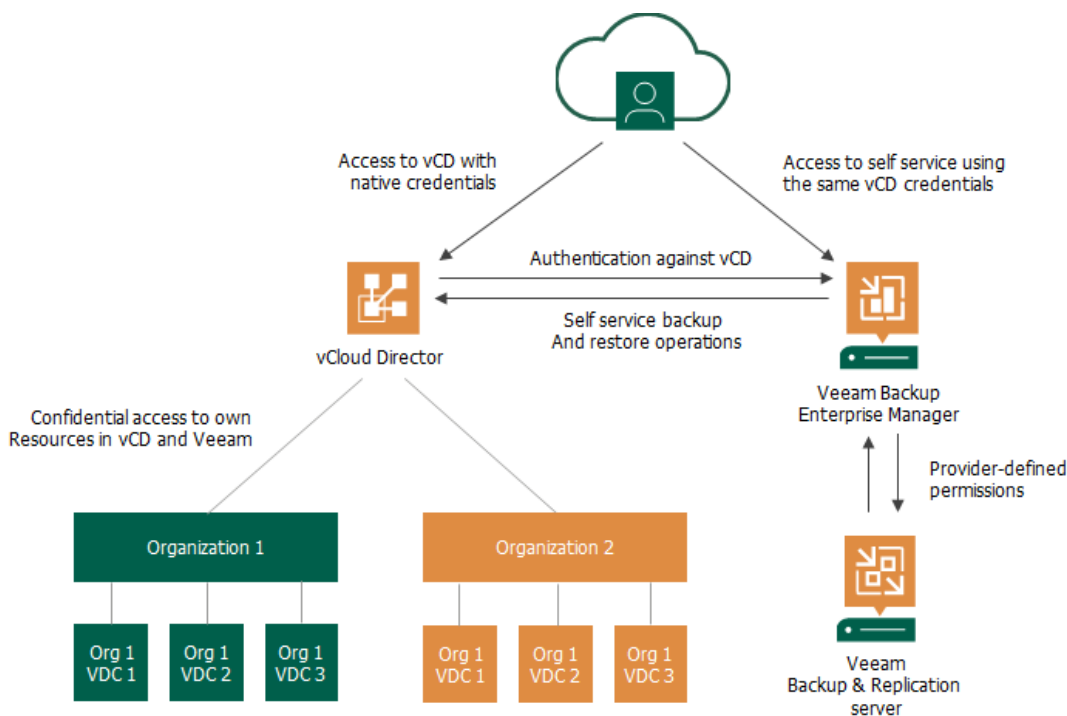 Access to vCD with
native credentials
Access to self service using
the same vCD credentials
Authentication against vCD
Self service backup
And restore operations
vCloud Director
Veeam Backup
Enterprise Manager
Confidential access to own
Resources in vCD and Veeam
Provider-defined
permissions
Organization 1
Organization 2
Org 1
VDC 1
Org 1
VDC 2
Org 1
VDC 3
Org 1
VDC 1
Org 1
VDC 2
Org 1
VDC 3
Veeam
Backup & Replication
server